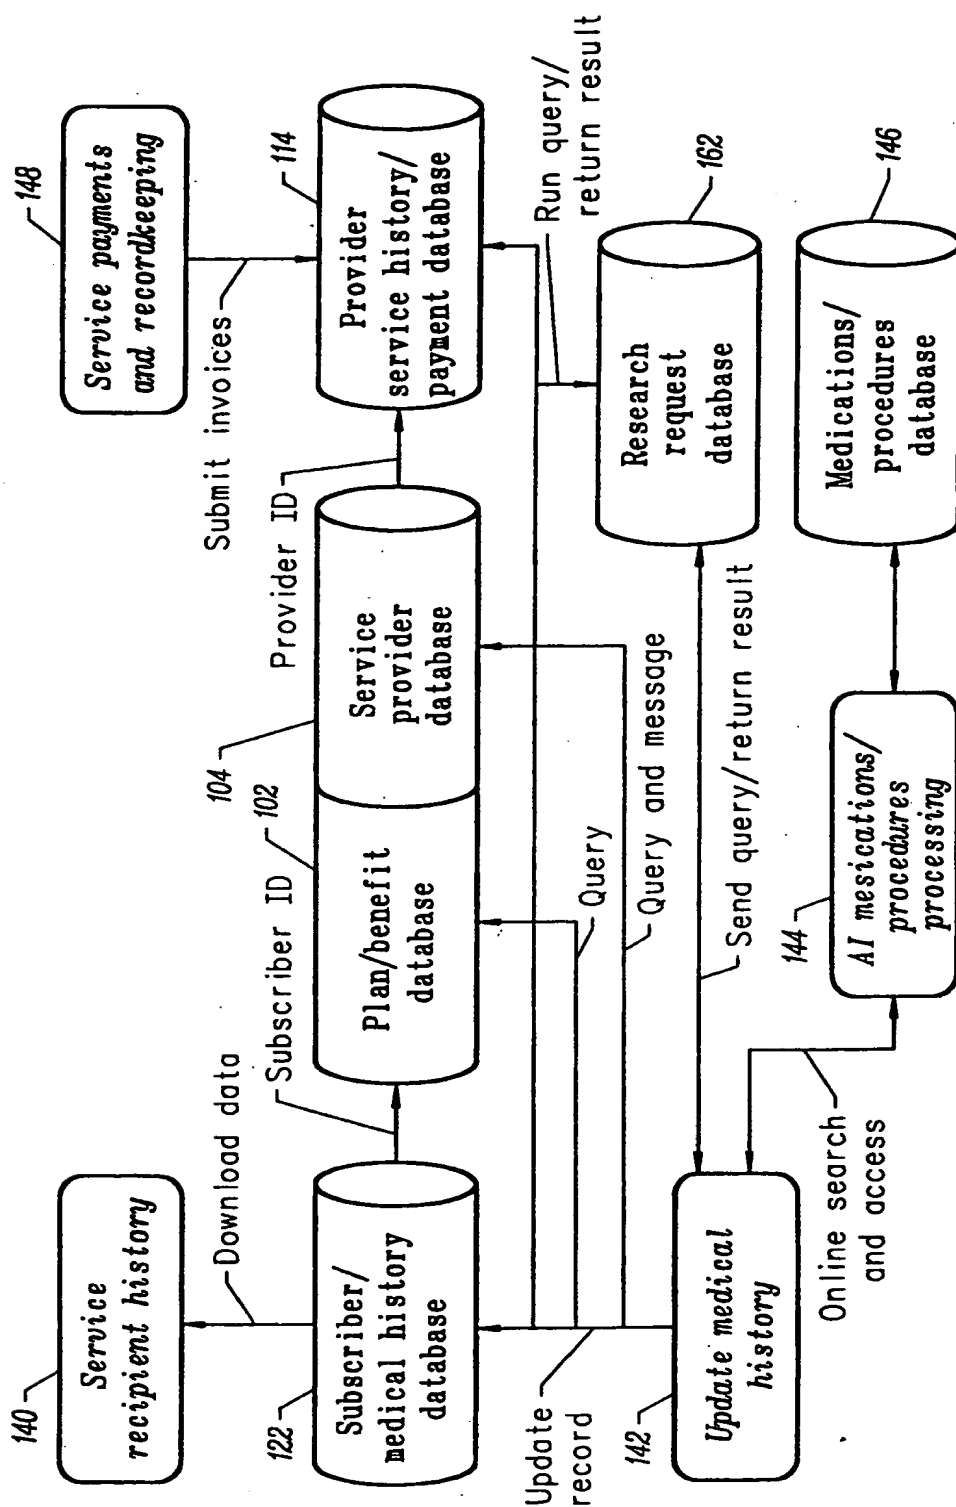 140
Service
recipient history
148
Service payments
and recordkeeping
Download data
Submit invoices
122
Subscriber/
medical history
database
Subscriber ID
102
Plan/benefit
database
104
Service
provider
database
Provider ID
114
Provider
service history/
payment database
Update
record
Query
Query and message
Run query/
return result
142
Update medical
history
Send query/return result
Research
request
database
162
Online search
and access
144
AI mesications/
procedures
processing
Medications/
procedures
database
146